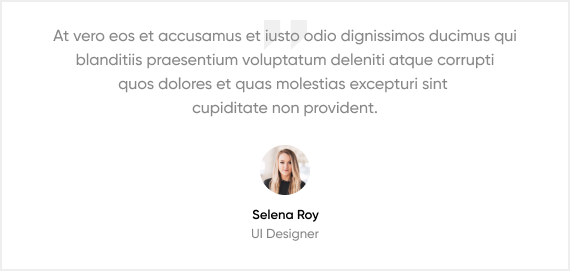 At vero eos et accusamus et iusto odio dignissimos ducimus qui
blanditiis praesentium voluptatum deleniti atque corrupti
quos dolores et quas molestias excepturi sint
cupiditate non provident.
Selena Roy
UI Designer